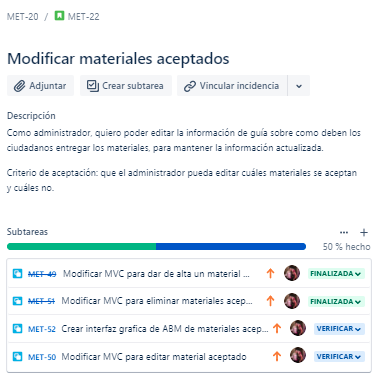 MET-20 / MET-22
Modificar materiales aceptados
Adjuntar Crear subtarea Vincular incidencia
Descripción
Como administrador, quiero poder editar la información de guía sobre como deben los
ciudadanos entregar los materiales, para mantener la información actualizada.
Criterio de aceptación: que el administrador pueda editar cuáles materiales se aceptan
y cuáles no.
Subtareas
50 % hecho
MET-49 Modificar MVC para dar de alta un material ... FINALIZADA
MET-51 Modificar MVC para eliminar materiales acep... FINALIZADA
MET-52 Crear interfaz grafica de ABM de materiales acep... VERIFICAR
MET-50 Modificar MVC para editar material aceptado VERIFICAR